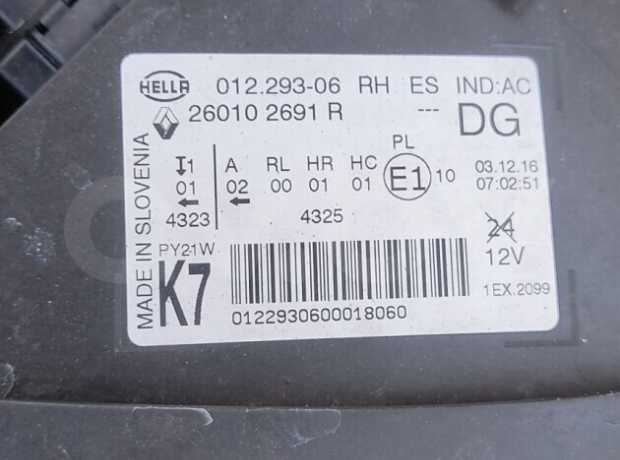 HELLA 012.293-06 RH ES IND:AC
26010 2691 R --- DG
PL
I1 A RL HR HC E1 10 03.12.16
01 02 00 01 01 07:02:51
4323 4325
24
PY21W 12V
K7
1EX.2099
0122930600018060
MADE IN SLOVENIA